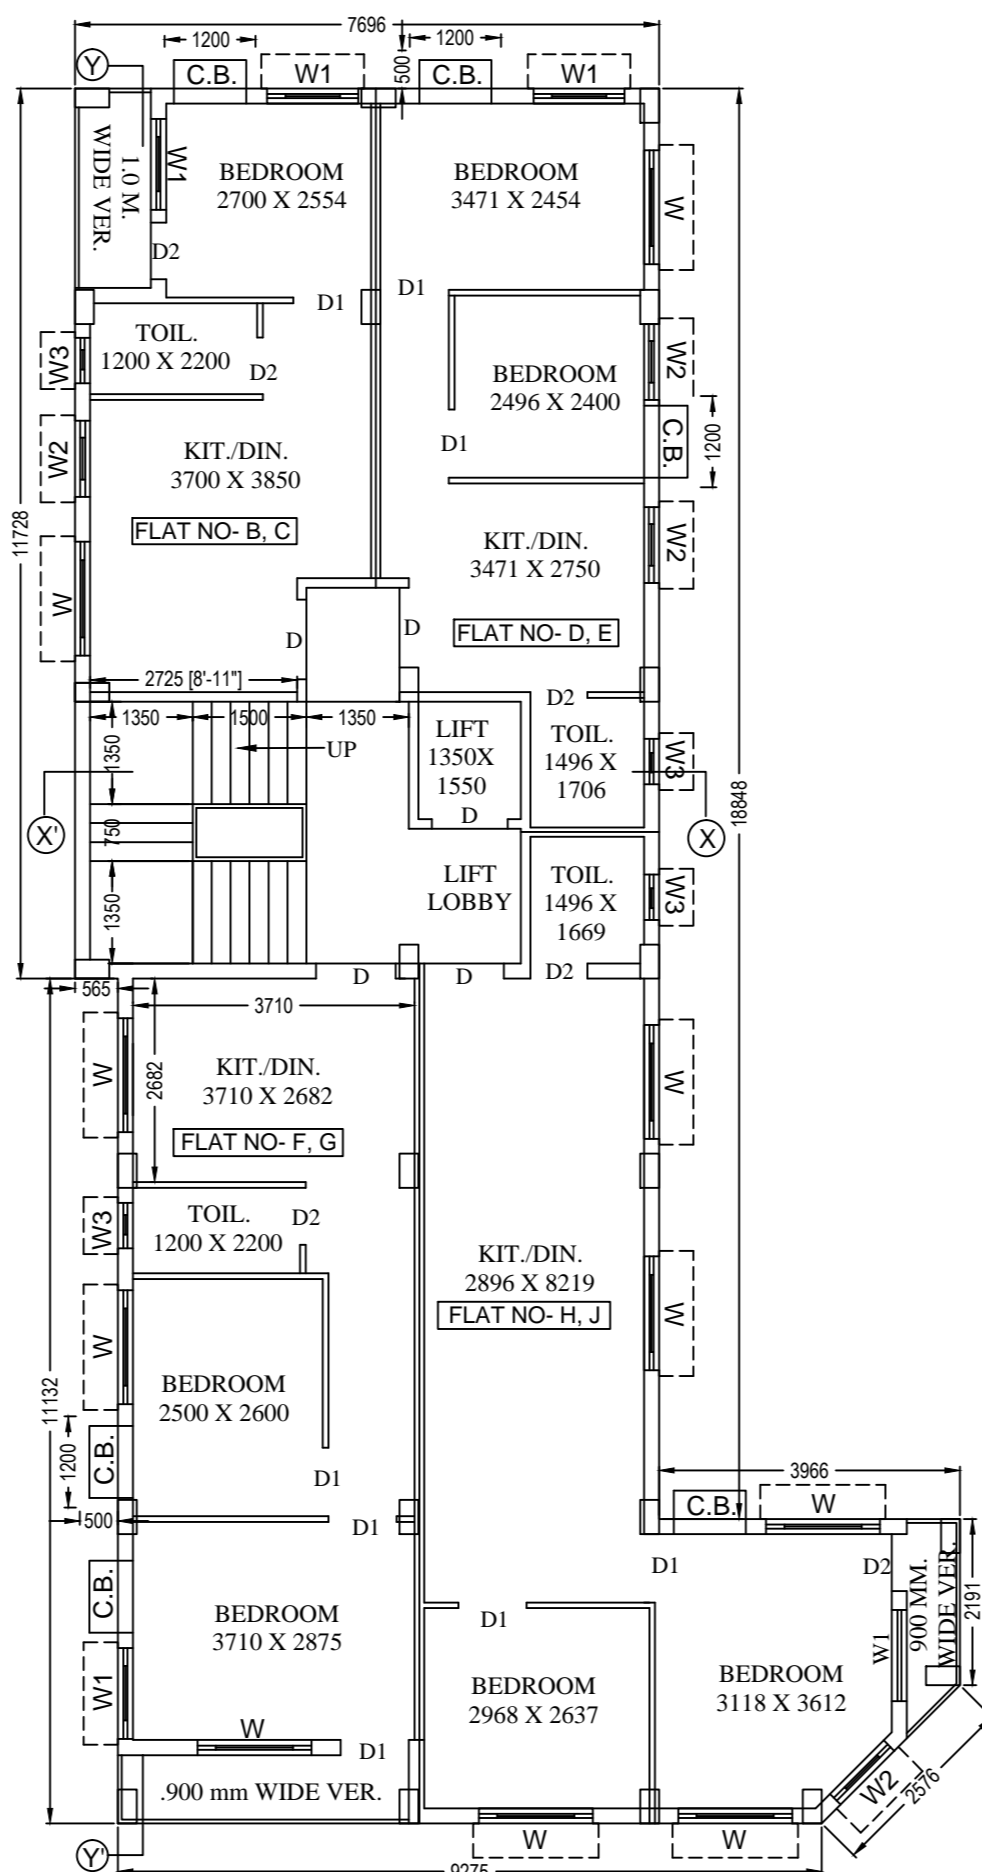 7696
1200
500
1200
Y
C.B.
W1
C.B.
W1
1.0 M.
WIDE VER.
W1
BEDROOM
2700 X 2554
BEDROOM
3471 X 2454
W
D2
D1
D1
TOIL.
1200 X 2200
W3
D2
BEDROOM
2496 X 2400
W2
D1
C.B.
1200
W2
KIT./DIN.
3700 X 3850
FLAT NO- B, C
11728
KIT./DIN.
3471 X 2750
W2
W
D
D
FLAT NO- D, E
2725 [8'-11"]
D2
1350
1500
1350
1350
UP
LIFT
1350X
1550
TOIL.
1496 X
1706
W3
18848
X'
750
D
X
1350
LIFT
LOBBY
TOIL.
1496 X
1669
W3
D
D
D2
565
3710
W
2682
KIT./DIN.
3710 X 2682
W
FLAT NO- F, G
W3
TOIL.
1200 X 2200
D2
KIT./DIN.
2896 X 8219
FLAT NO- H, J
W
W
11132
BEDROOM
2500 X 2600
1200
C.B.
D1
3966
500
D1
C.B.
W
C.B.
D1
D2
900 MM.
WIDE VER.
2191
BEDROOM
3710 X 2875
D1
W1
W1
BEDROOM
2968 X 2637
BEDROOM
3118 X 3612
W
D1
W2
2576
.900 mm WIDE VER.
W
W
Y'
9275